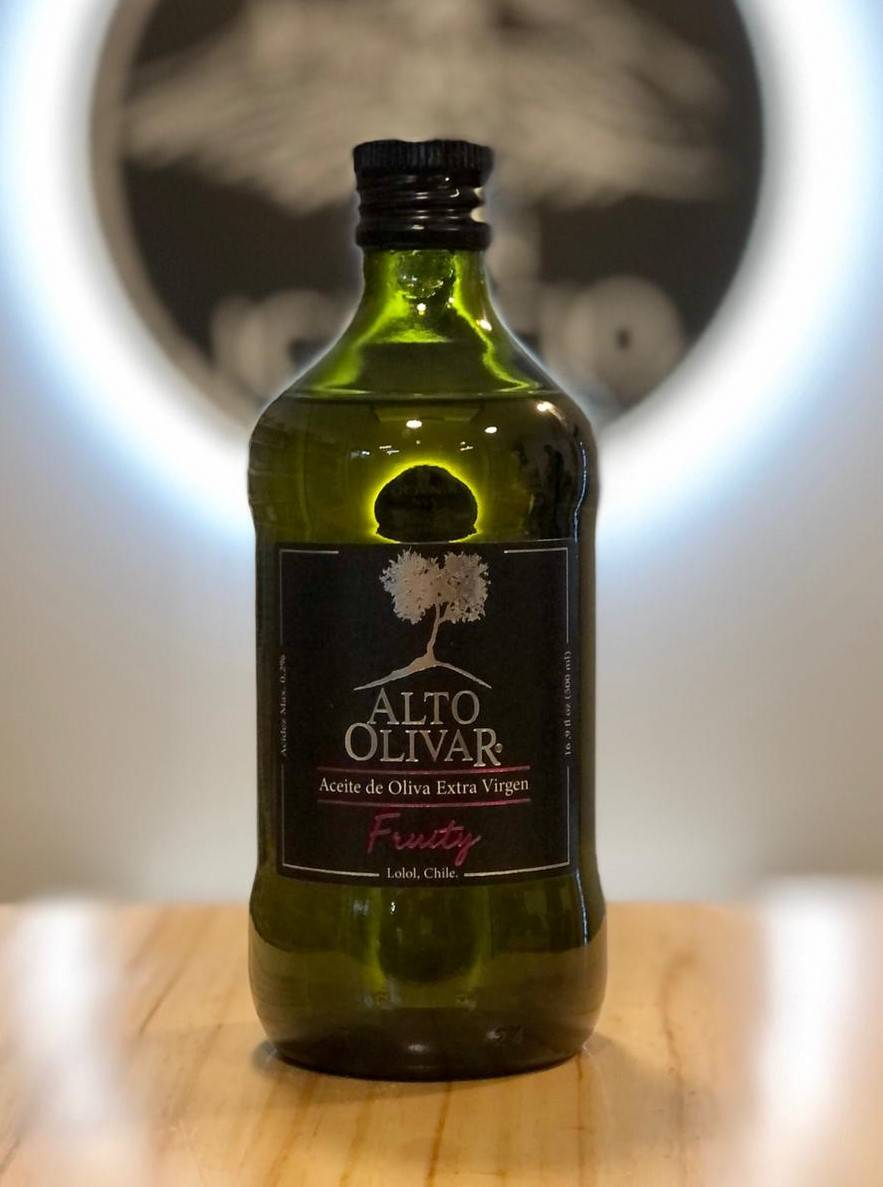 ALTO
OLIVAR®
Aceite de Oliva Extra Virgen
Fruity
Lolol, Chile.
Acidez Max. 0.2%
16.9 fl oz (500 ml)